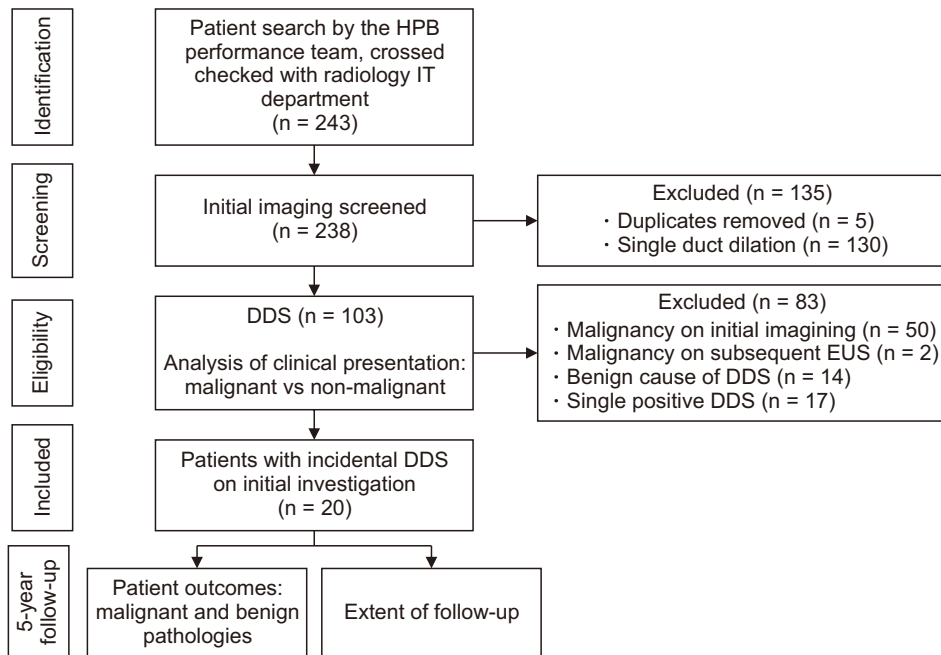 Identification
Patient search by the HPB
performance team, crossed
checked with radiology IT
department
(n = 243)
Screening
Initial imaging screened
(n = 238)
Excluded (n = 135)
· Duplicates removed (n = 5)
· Single duct dilation (n = 130)
Eligibility
DDS (n = 103)
Analysis of clinical presentation:
malignant vs non-malignant
Excluded (n = 83)
· Malignancy on initial imagining (n = 50)
· Malignancy on subsequent EUS (n = 2)
· Benign cause of DDS (n = 14)
· Single positive DDS (n = 17)
Included
Patients with incidental DDS
on initial investigation
(n = 20)
5-year
follow-up
Patient outcomes:
malignant and benign
pathologies
Extent of follow-up